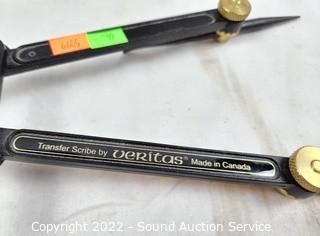 Transfer Scribe by VERITAS® Made in Canada
Copyright 2022 - Sound Auction Service